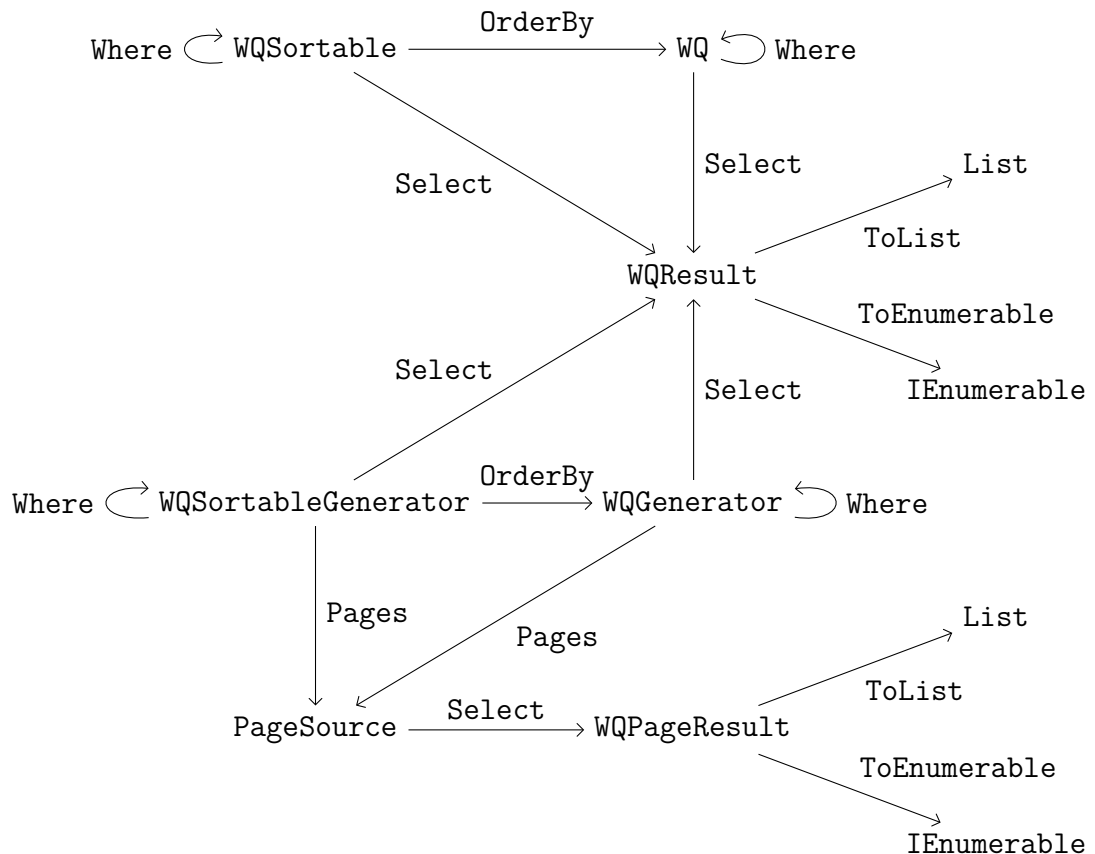 OrderBy
Where WQSortable WQ Where
Select Select List
ToList
WQResult
ToEnumerable
Select Select IEnumerable
OrderBy
Where WQSortableGenerator WQGenerator Where
Pages List
Pages
ToList
Select
PageSource WQPageResult
ToEnumerable
IEnumerable